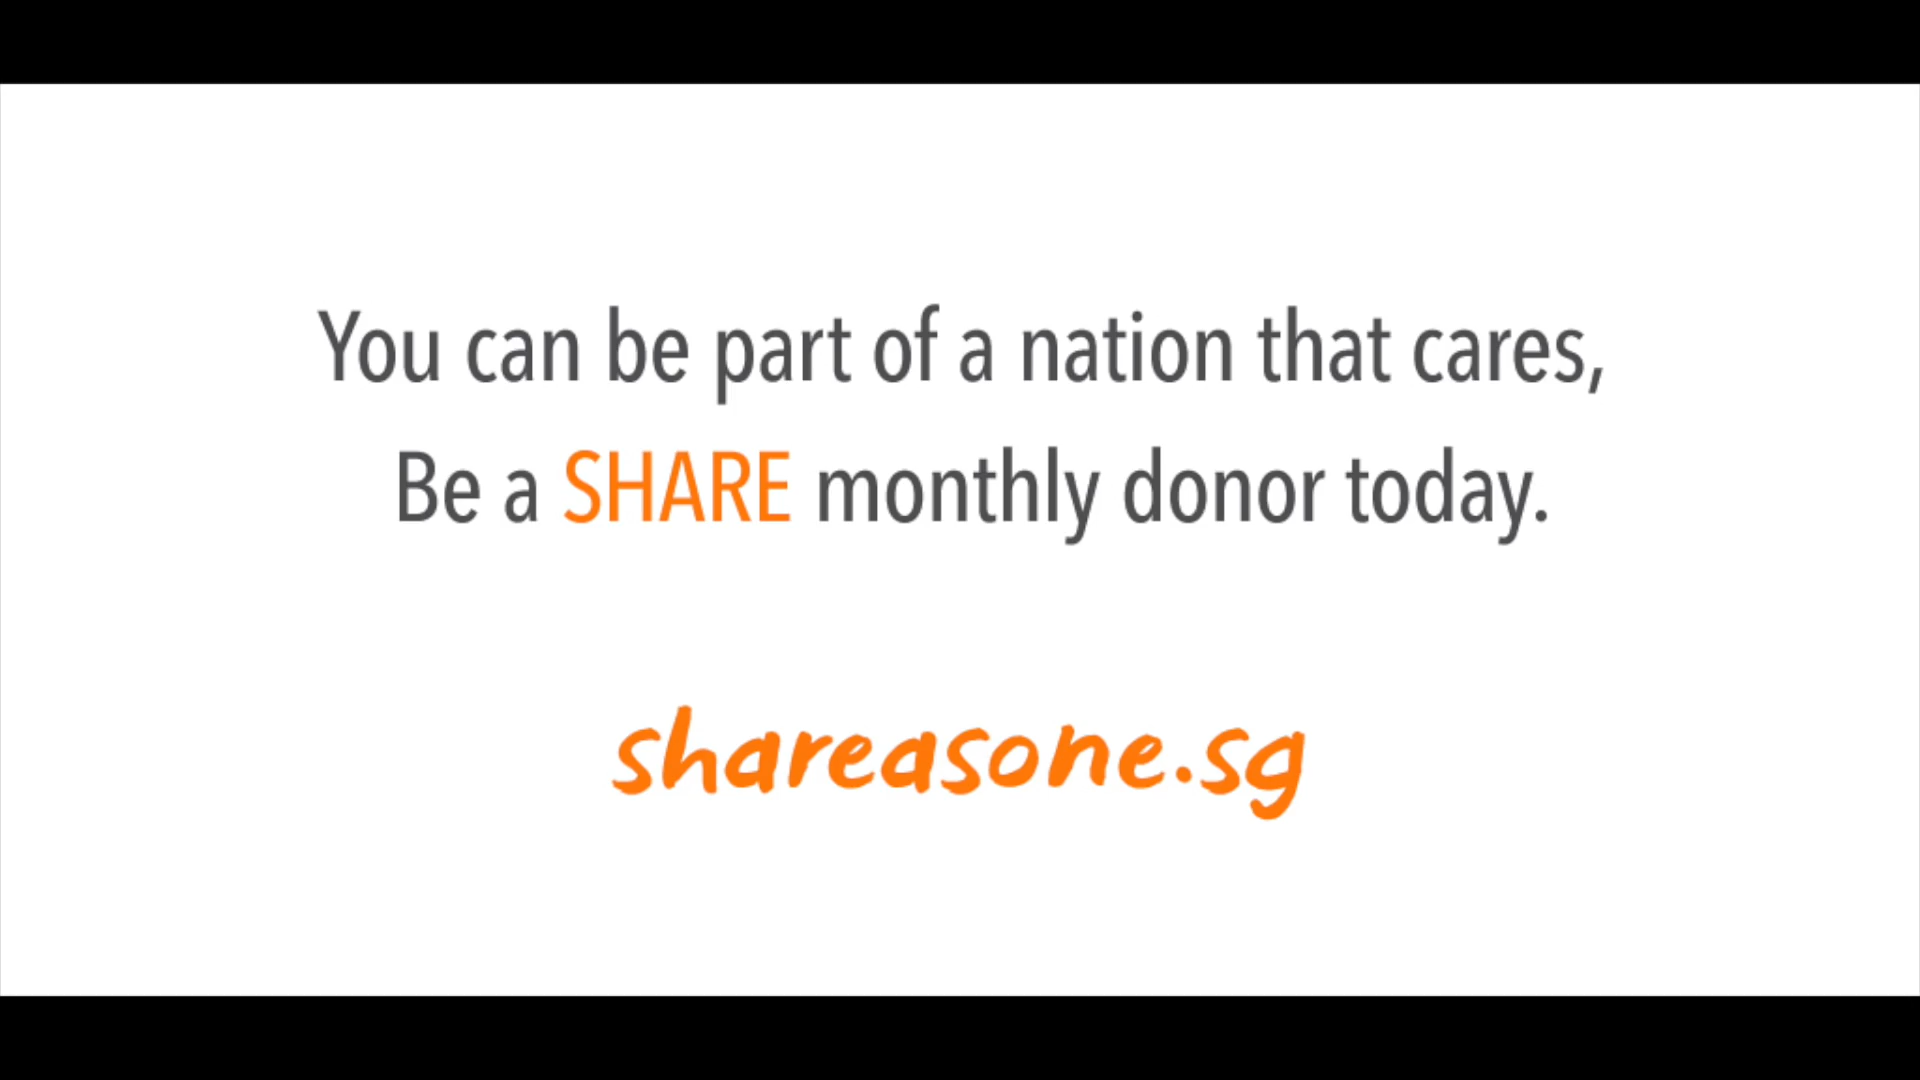 You can be part of a nation that cares,
Be a SHARE monthly donor today.
shareasone.sg